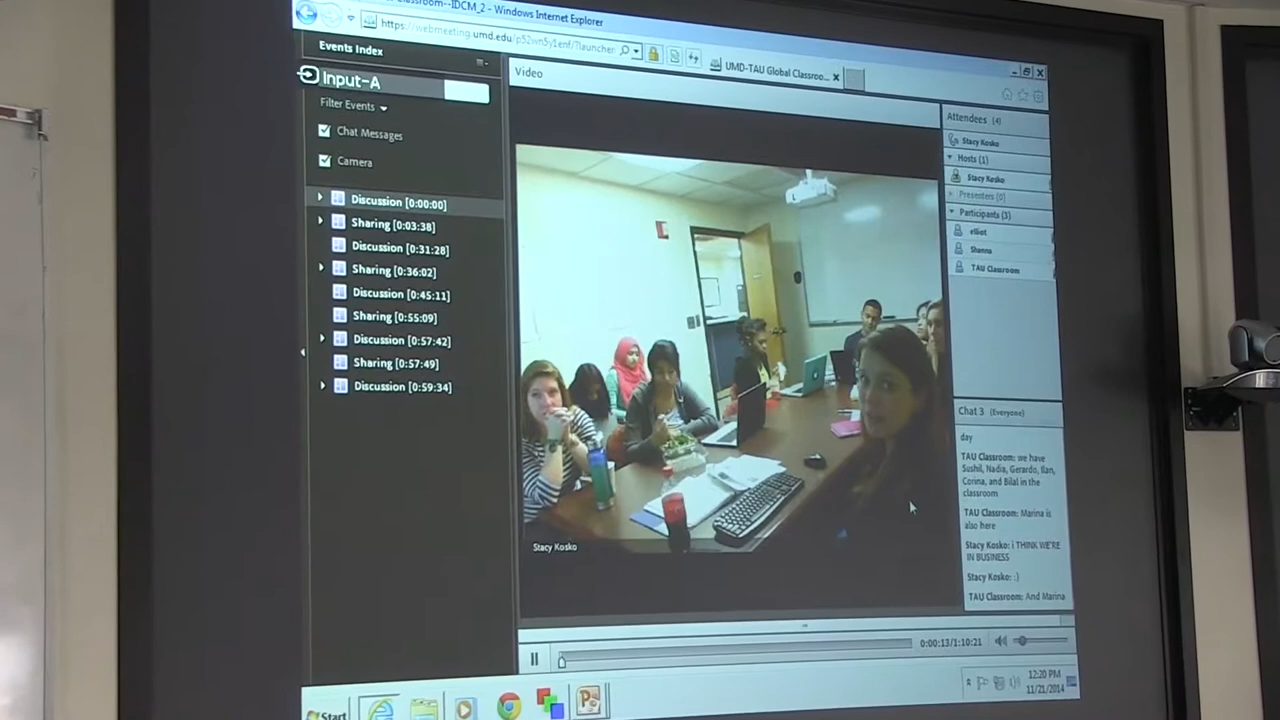 Classroom--IDCM_2 - Windows Internet Explorer
https://webmeeting.umd.edu/p52wn5y1enf/?launcher
UMD-TAU Global Classroo...
Events Index
Input-A
Filter Events
Chat Messages
Camera
Discussion [0:00:00]
Sharing [0:03:38]
Discussion [0:31:28]
Sharing [0:36:02]
Discussion [0:45:11]
Sharing [0:55:09]
Discussion [0:57:42]
Sharing [0:57:49]
Discussion [0:59:34]
Video
Stacy Kosko
Attendees (4)
Stacy Kosko
Hosts (1)
Stacy Kosko
Presenters (0)
Participants (3)
elliot
Shanna
TAU Classroom
Chat 3 (Everyone)
day
TAU Classroom: we have
Sushil, Nadia, Gerardo, Ilan,
Corina, and Bilal in the
classroom
TAU Classroom: Marina is
also here
Stacy Kosko: i THINK WE'RE
IN BUSINESS
Stacy Kosko: :)
TAU Classroom: And Marina
0:00:13/1:10:21
Start
12:20 PM
11/21/2014